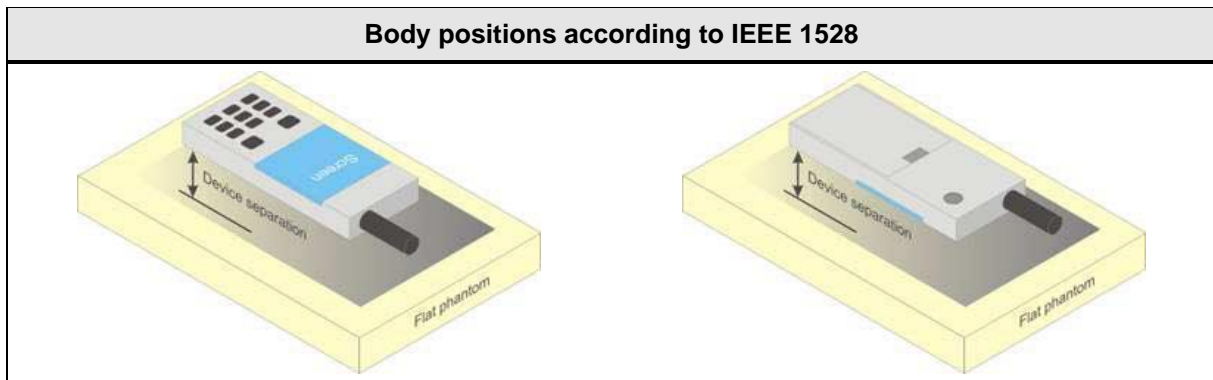 Body positions according to IEEE 1528
Screen
Device separation
Flat phantom
Device separation
Flat phantom